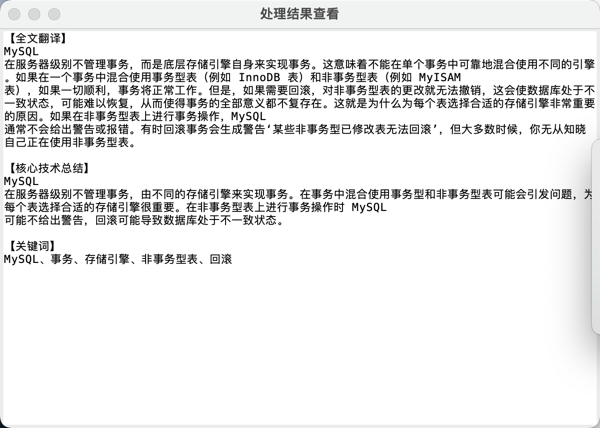 处理结果查看
【全文翻译】
MySQL
在服务器级别不管理事务，而是底层存储引擎自身来实现事务。这意味着不能在单个事务中可靠地混合使用不同的引擎
。如果在一个事务中混合使用事务型表（例如 InnoDB 表）和非事务型表（例如 MyISAM
表），如果一切顺利，事务将正常工作。但是，如果需要回滚，对非事务型表的更改就无法撤销，这会使数据库处于不
一致状态，可能难以恢复，从而使得事务的全部意义都不复存在。这就是为什么为每个表选择合适的存储引擎非常重要
的原因。如果在非事务型表上进行事务操作，MySQL
通常不会给出警告或报错。有时回滚事务会生成警告‘某些非事务型已修改表无法回滚’，但大多数时候，你无从知晓
自己正在使用非事务型表。
【核心技术总结】
MySQL
在服务器级别不管理事务，由不同的存储引擎来实现事务。在事务中混合使用事务型和非事务型表可能会引发问题，为
每个表选择合适的存储引擎很重要。在非事务型表上进行事务操作时 MySQL
可能不给出警告，回滚可能导致数据库处于不一致状态。
【关键词】
MySQL、事务、存储引擎、非事务型表、回滚